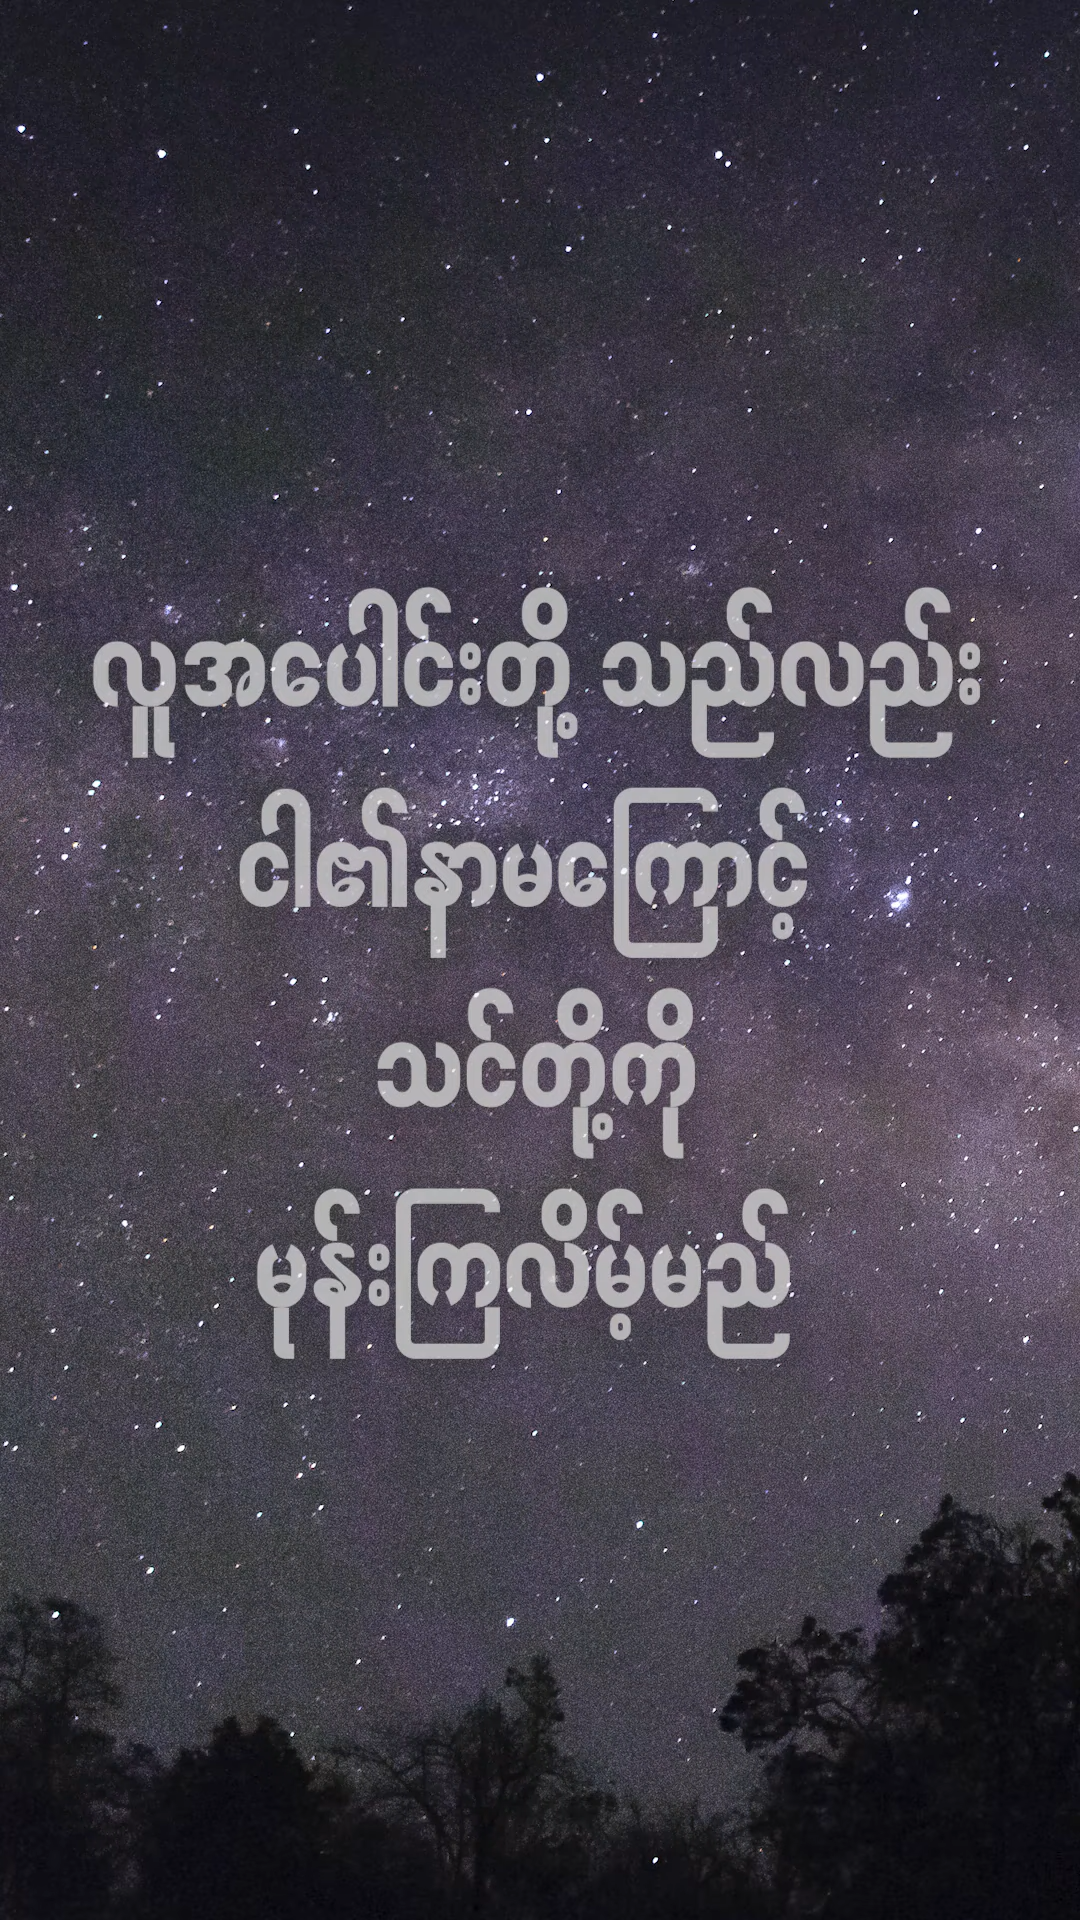 လူအပေါင်းတို့ သည်လည်း
ငါ၏နာမကြောင့်
သင်တို့ကို
မုန်းကြလိမ့်မည်